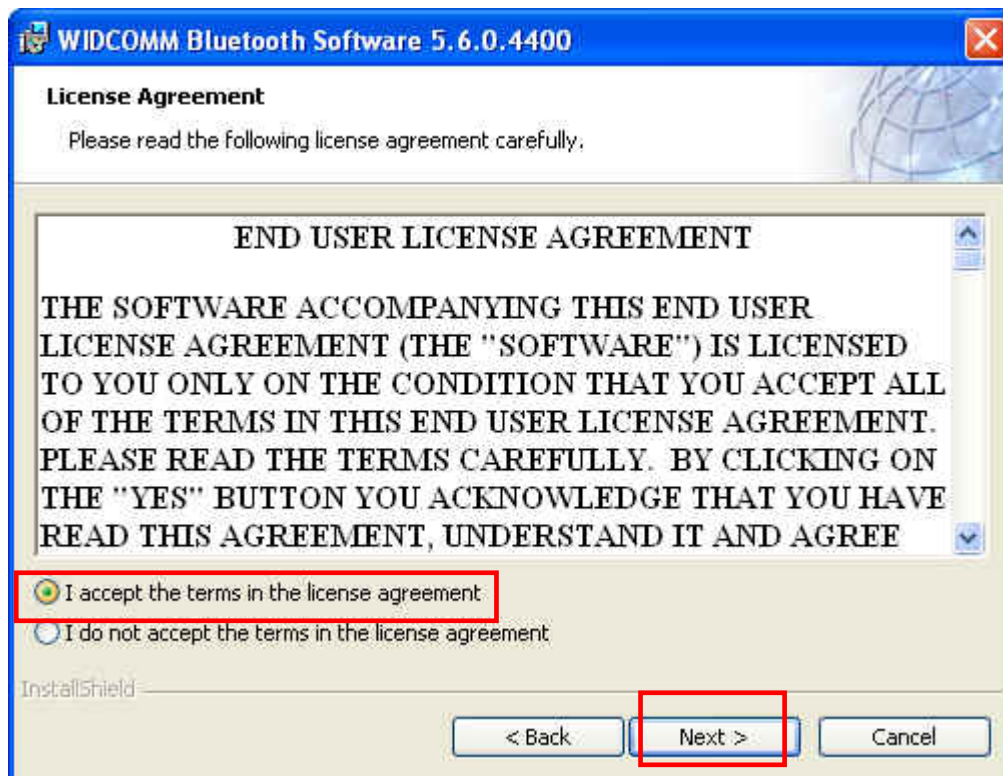 WIDCOMM Bluetooth Software 5.6.0.4400
License Agreement
Please read the following license agreement carefully.
END USER LICENSE AGREEMENT
THE SOFTWARE ACCOMPANYING THIS END USER
LICENSE AGREEMENT (THE "SOFTWARE") IS LICENSED
TO YOU ONLY ON THE CONDITION THAT YOU ACCEPT ALL
OF THE TERMS IN THIS END USER LICENSE AGREEMENT.
PLEASE READ THE TERMS CAREFULLY.  BY CLICKING ON
THE "YES" BUTTON YOU ACKNOWLEDGE THAT YOU HAVE
READ THIS AGREEMENT, UNDERSTAND IT AND AGREE
I accept the terms in the license agreement
I do not accept the terms in the license agreement
InstallShield
< Back
Next >
Cancel